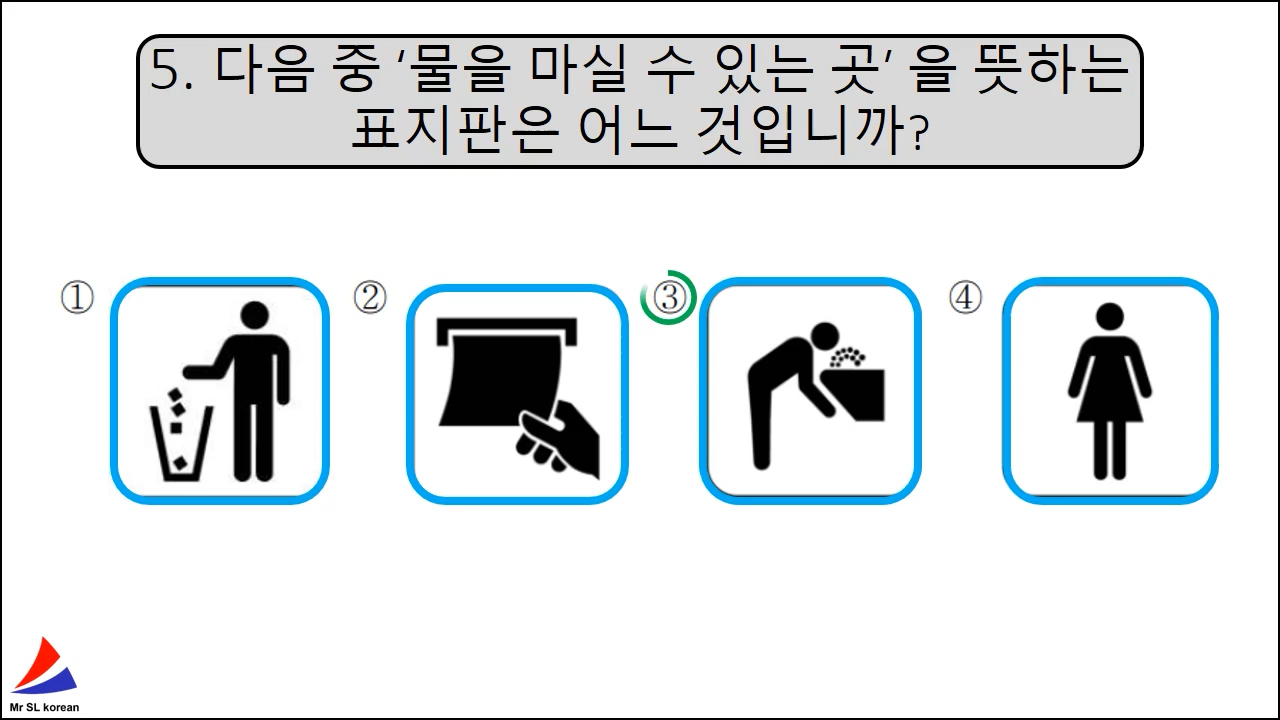 5. 다음 중 ‘물을 마실 수 있는 곳’ 을 뜻하는
표지판은 어느 것입니까?
① ② ③ ④
Mr SL korean